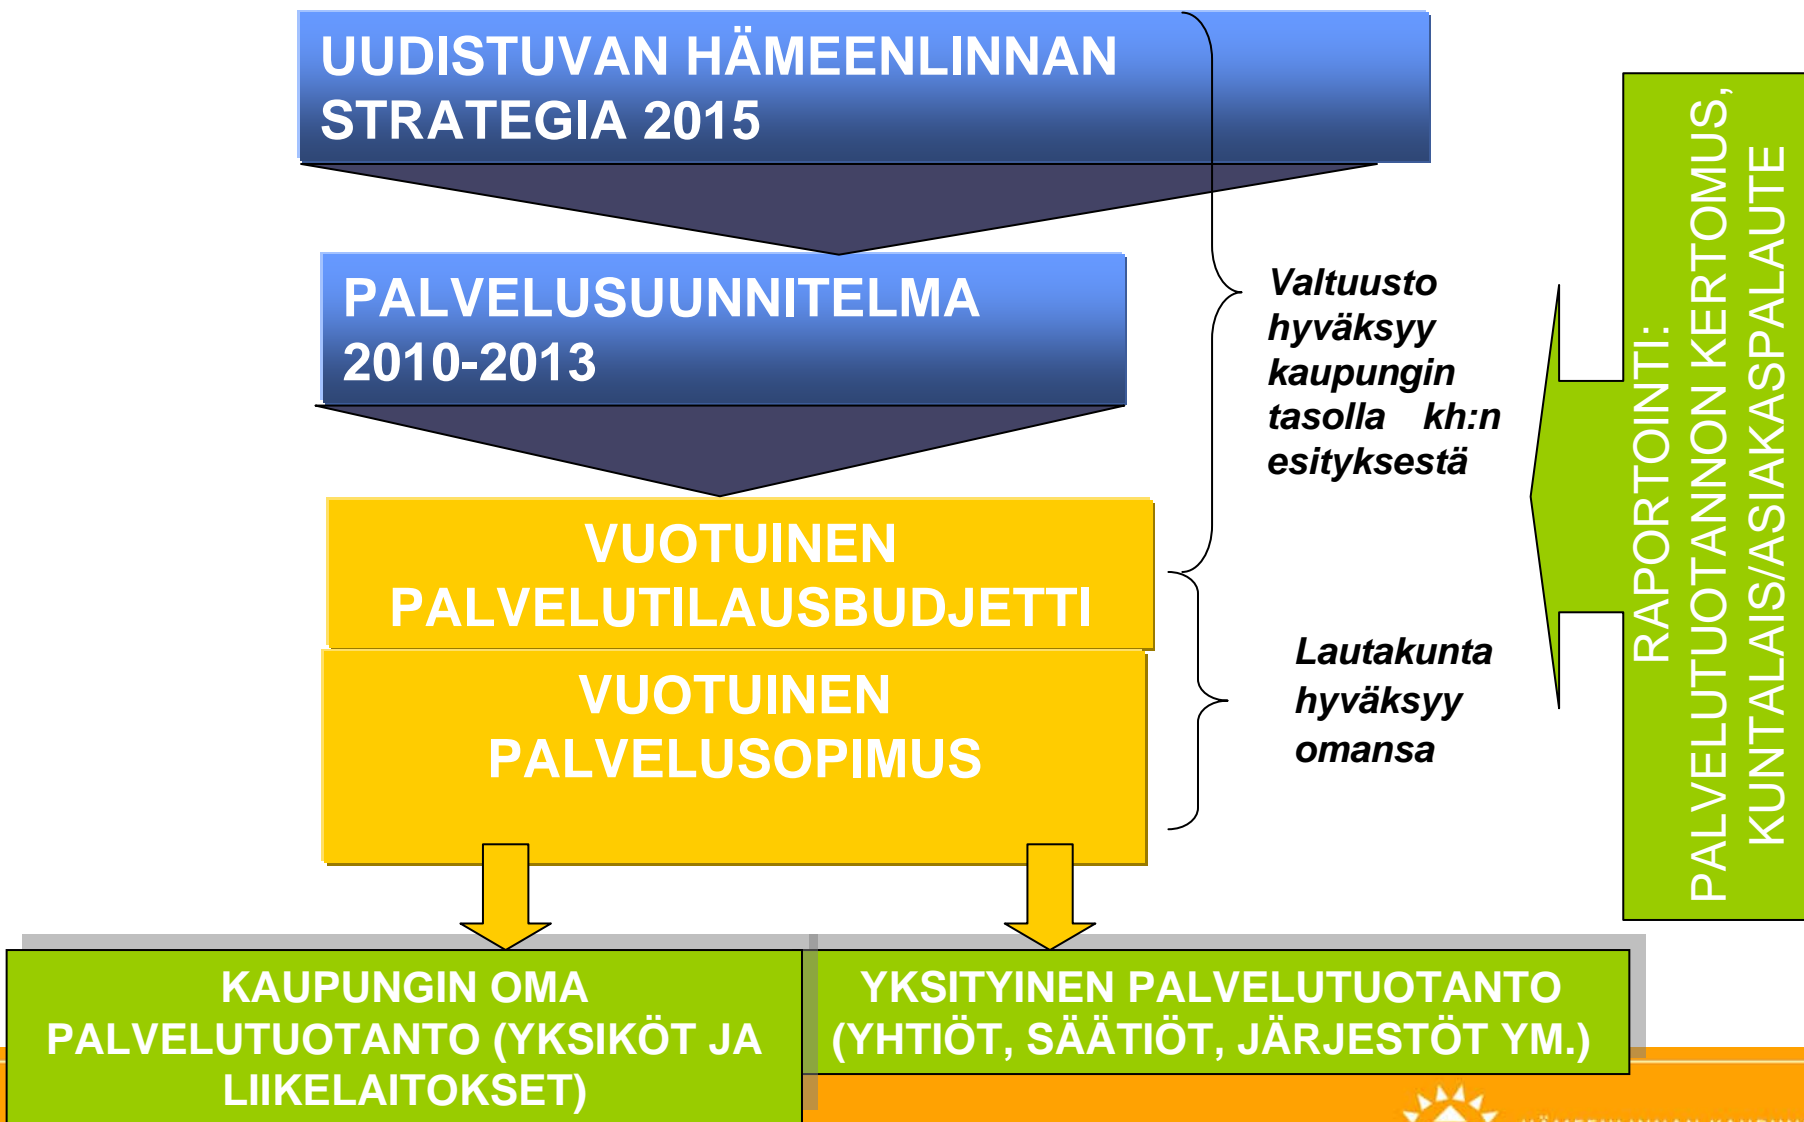 UUDISTUVAN HÄMEENLINNAN
STRATEGIA 2015
PALVELUSUUNNITELMA
2010-2013
Valtuusto
hyväksyy
kaupungin
tasolla kh:n
esityksestä
VUOTUINEN
PALVELUTILAUSBUDJETTI
VUOTUINEN
PALVELUSOPIMUS
Lautakunta
hyväksyy
omansa
RAPORTOINTI:
PALVELUTUOTANNON KERTOMUS,
KUNTALAIS/ASIAKASPALAUTE
KAUPUNGIN OMA
PALVELUTUOTANTO (YKSIKÖT JA
LIIKELAITOKSET)
YKSITYINEN PALVELUTUOTANTO
(YHTIÖT, SÄÄTIÖT, JÄRJESTÖT YM.)